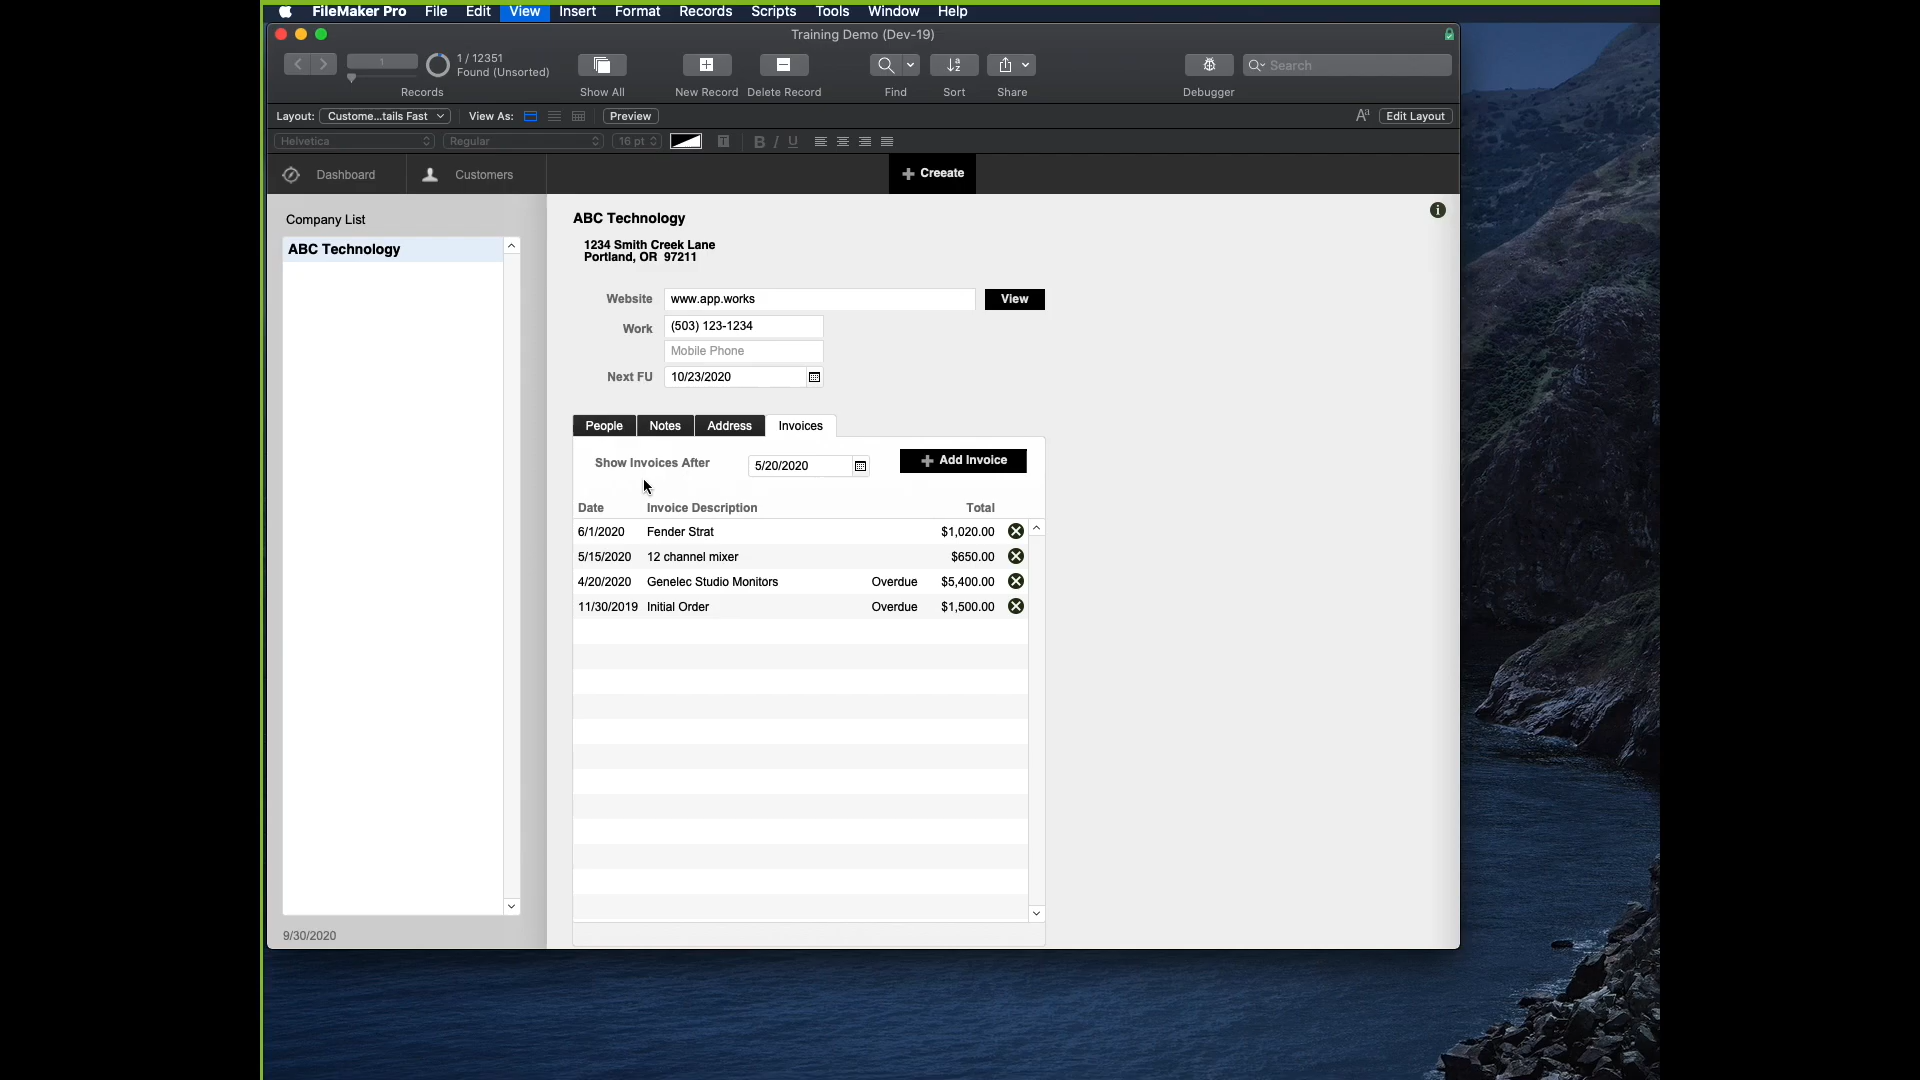 FileMaker Pro File Edit View Insert Format Records Scripts Tools Window Help
Training Demo (Dev-19)
1 1 / 12351
Found (Unsorted)
Search
Records Show All New Record Delete Record Find Sort Share Debugger
Layout: Custome...tails Fast View As: Preview Aª Edit Layout
Helvetica Regular 16 pt T B I U
Dashboard Customers + Creeate
Company List
ABC Technology
9/30/2020
ABC Technology
1234 Smith Creek Lane
Portland, OR 97211
Website www.app.works View
Work (503) 123-1234
Mobile Phone
Next FU 10/23/2020
People Notes Address Invoices
Show Invoices After 5/20/2020 + Add Invoice
Date Invoice Description Total
6/1/2020 Fender Strat $1,020.00
5/15/2020 12 channel mixer $650.00
4/20/2020 Genelec Studio Monitors Overdue $5,400.00
11/30/2019 Initial Order Overdue $1,500.00